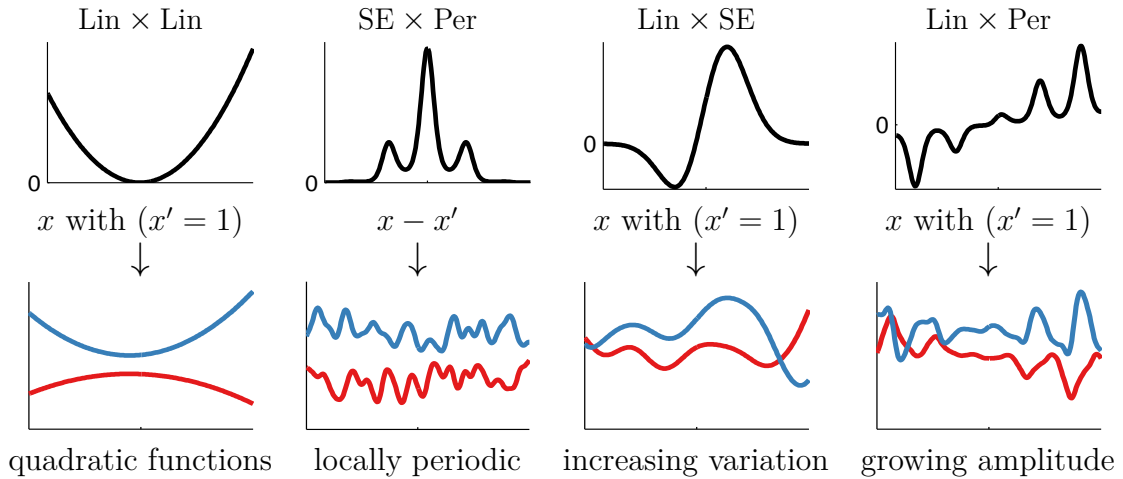 Lin × Lin
SE × Per
Lin × SE
Lin × Per
0
0
0
0
x with (x′ = 1)
x − x′
x with (x′ = 1)
x with (x′ = 1)
↓
↓
↓
↓
quadratic functions
locally periodic
increasing variation
growing amplitude